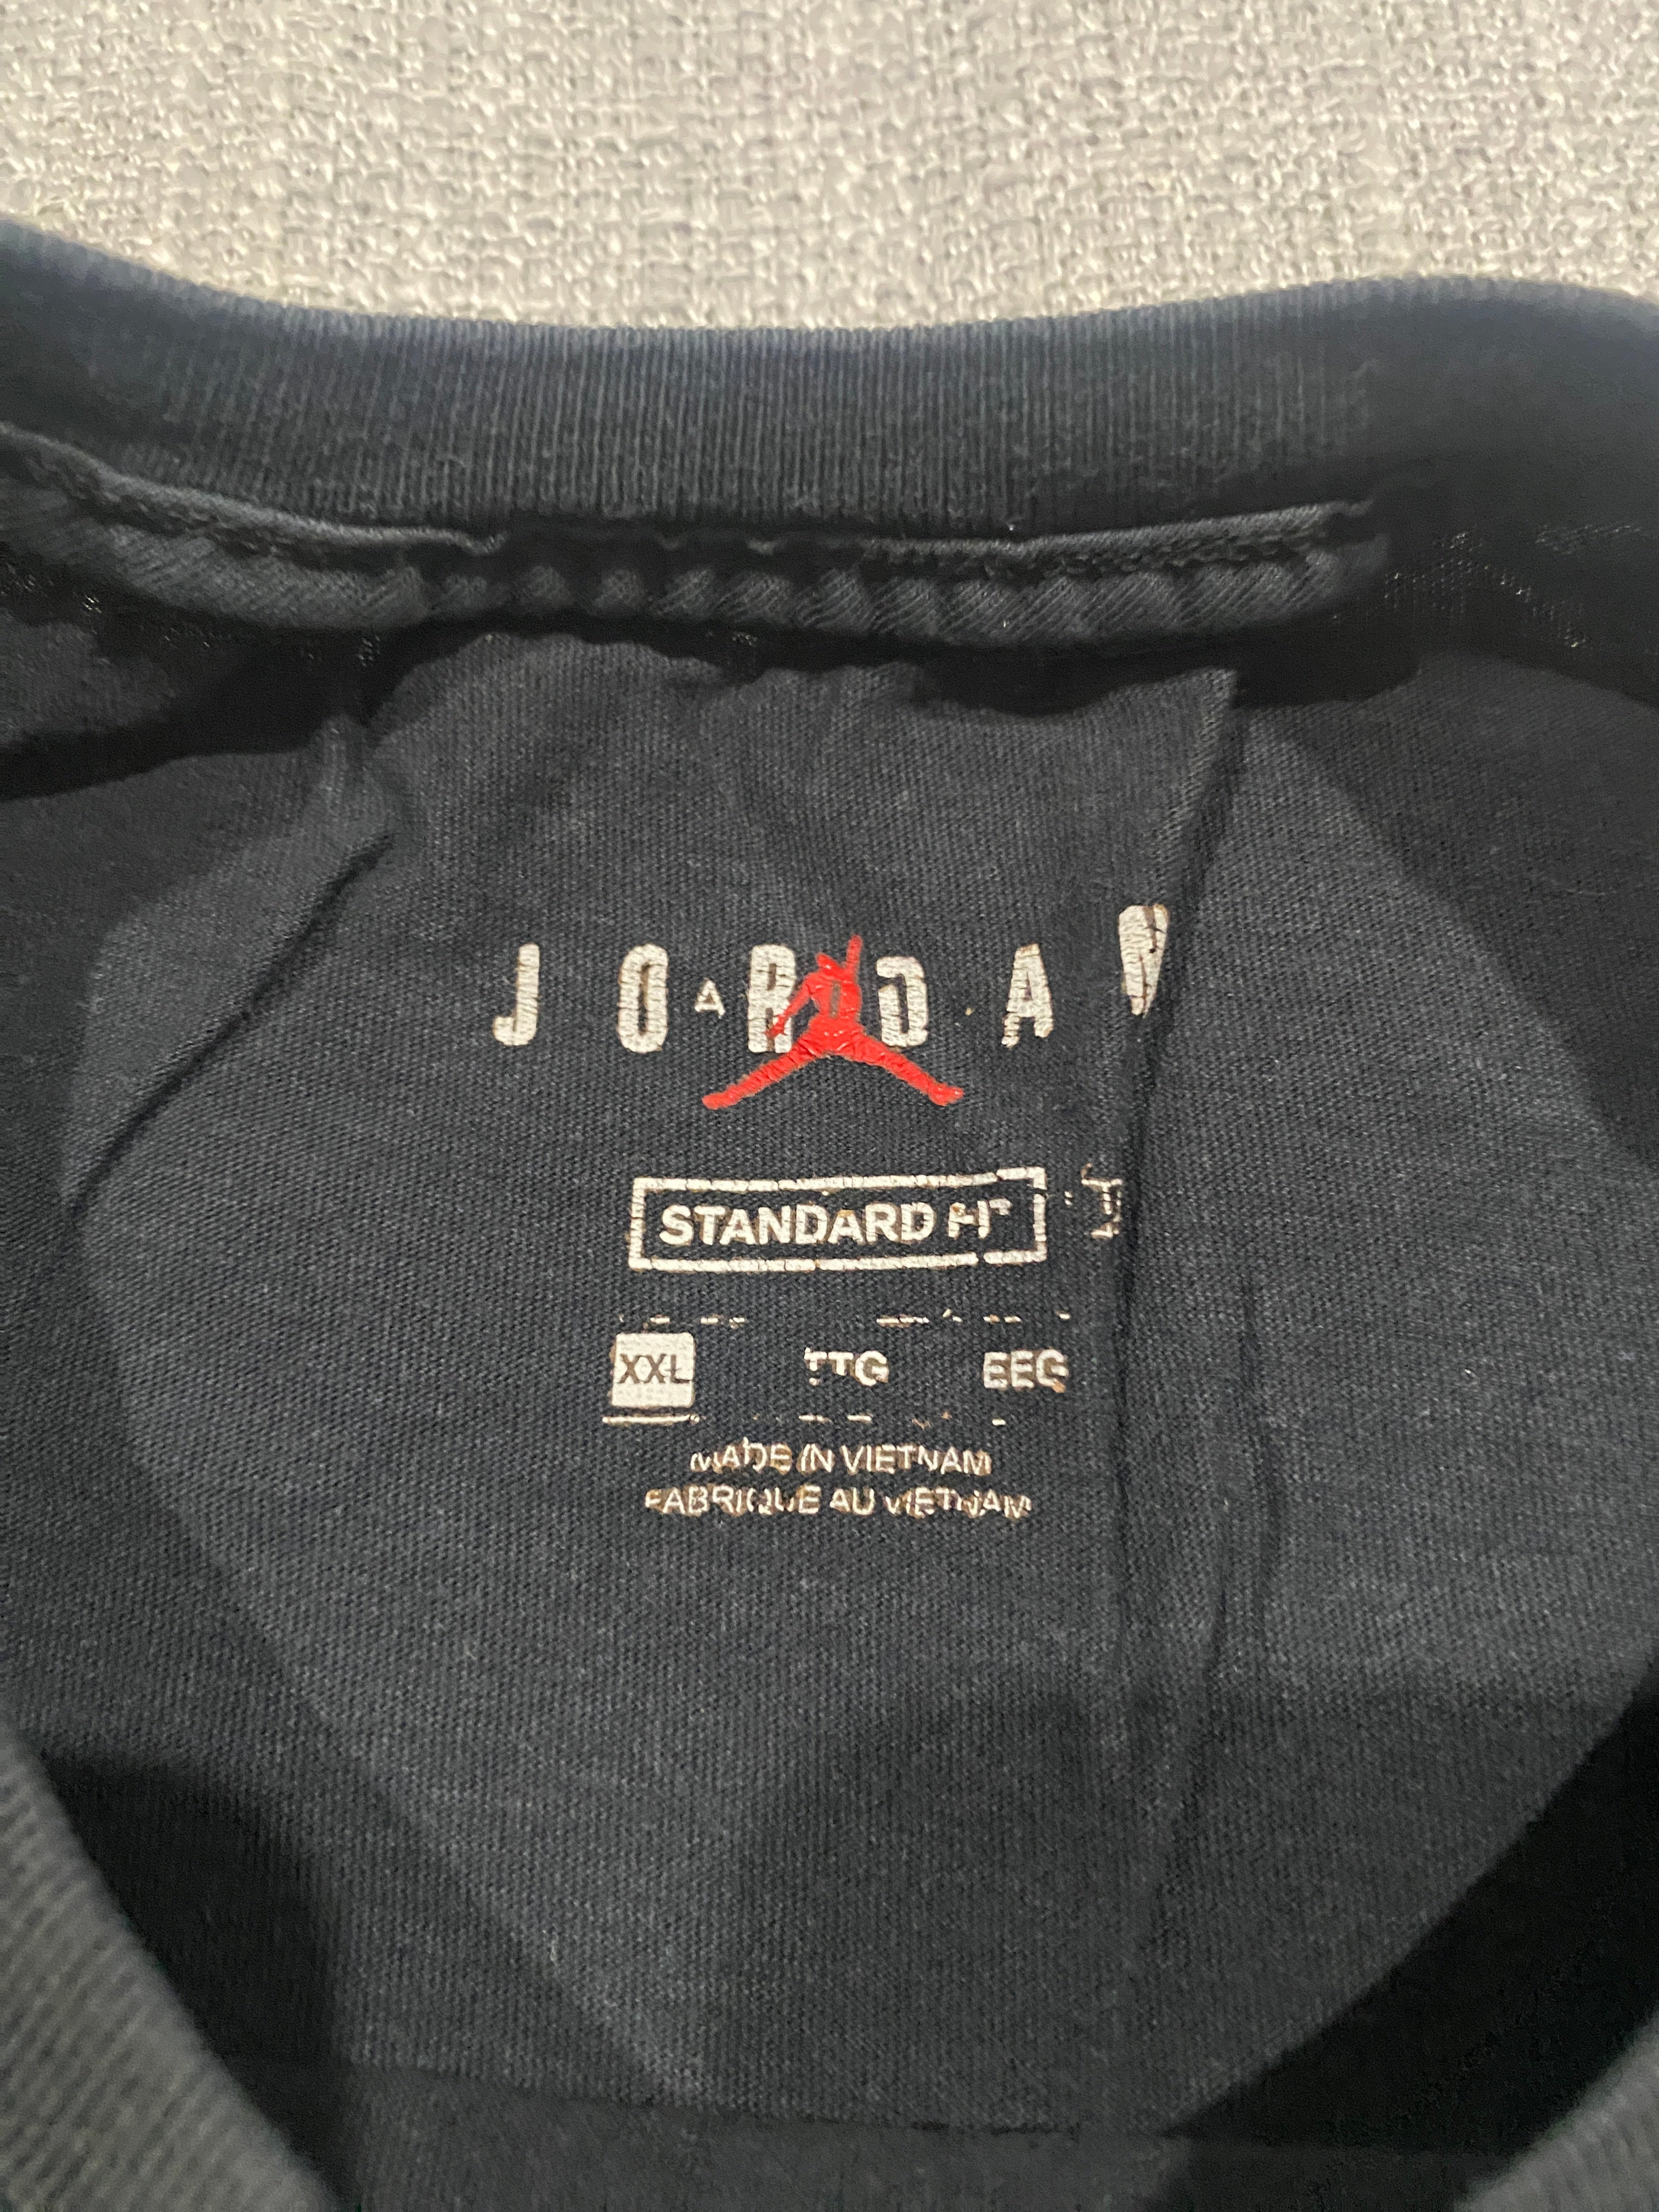 JORDAN
STANDARD FIT
XXL TTG EEG
MADE IN VIETNAM
FABRIQUÉ AU VIETNAM